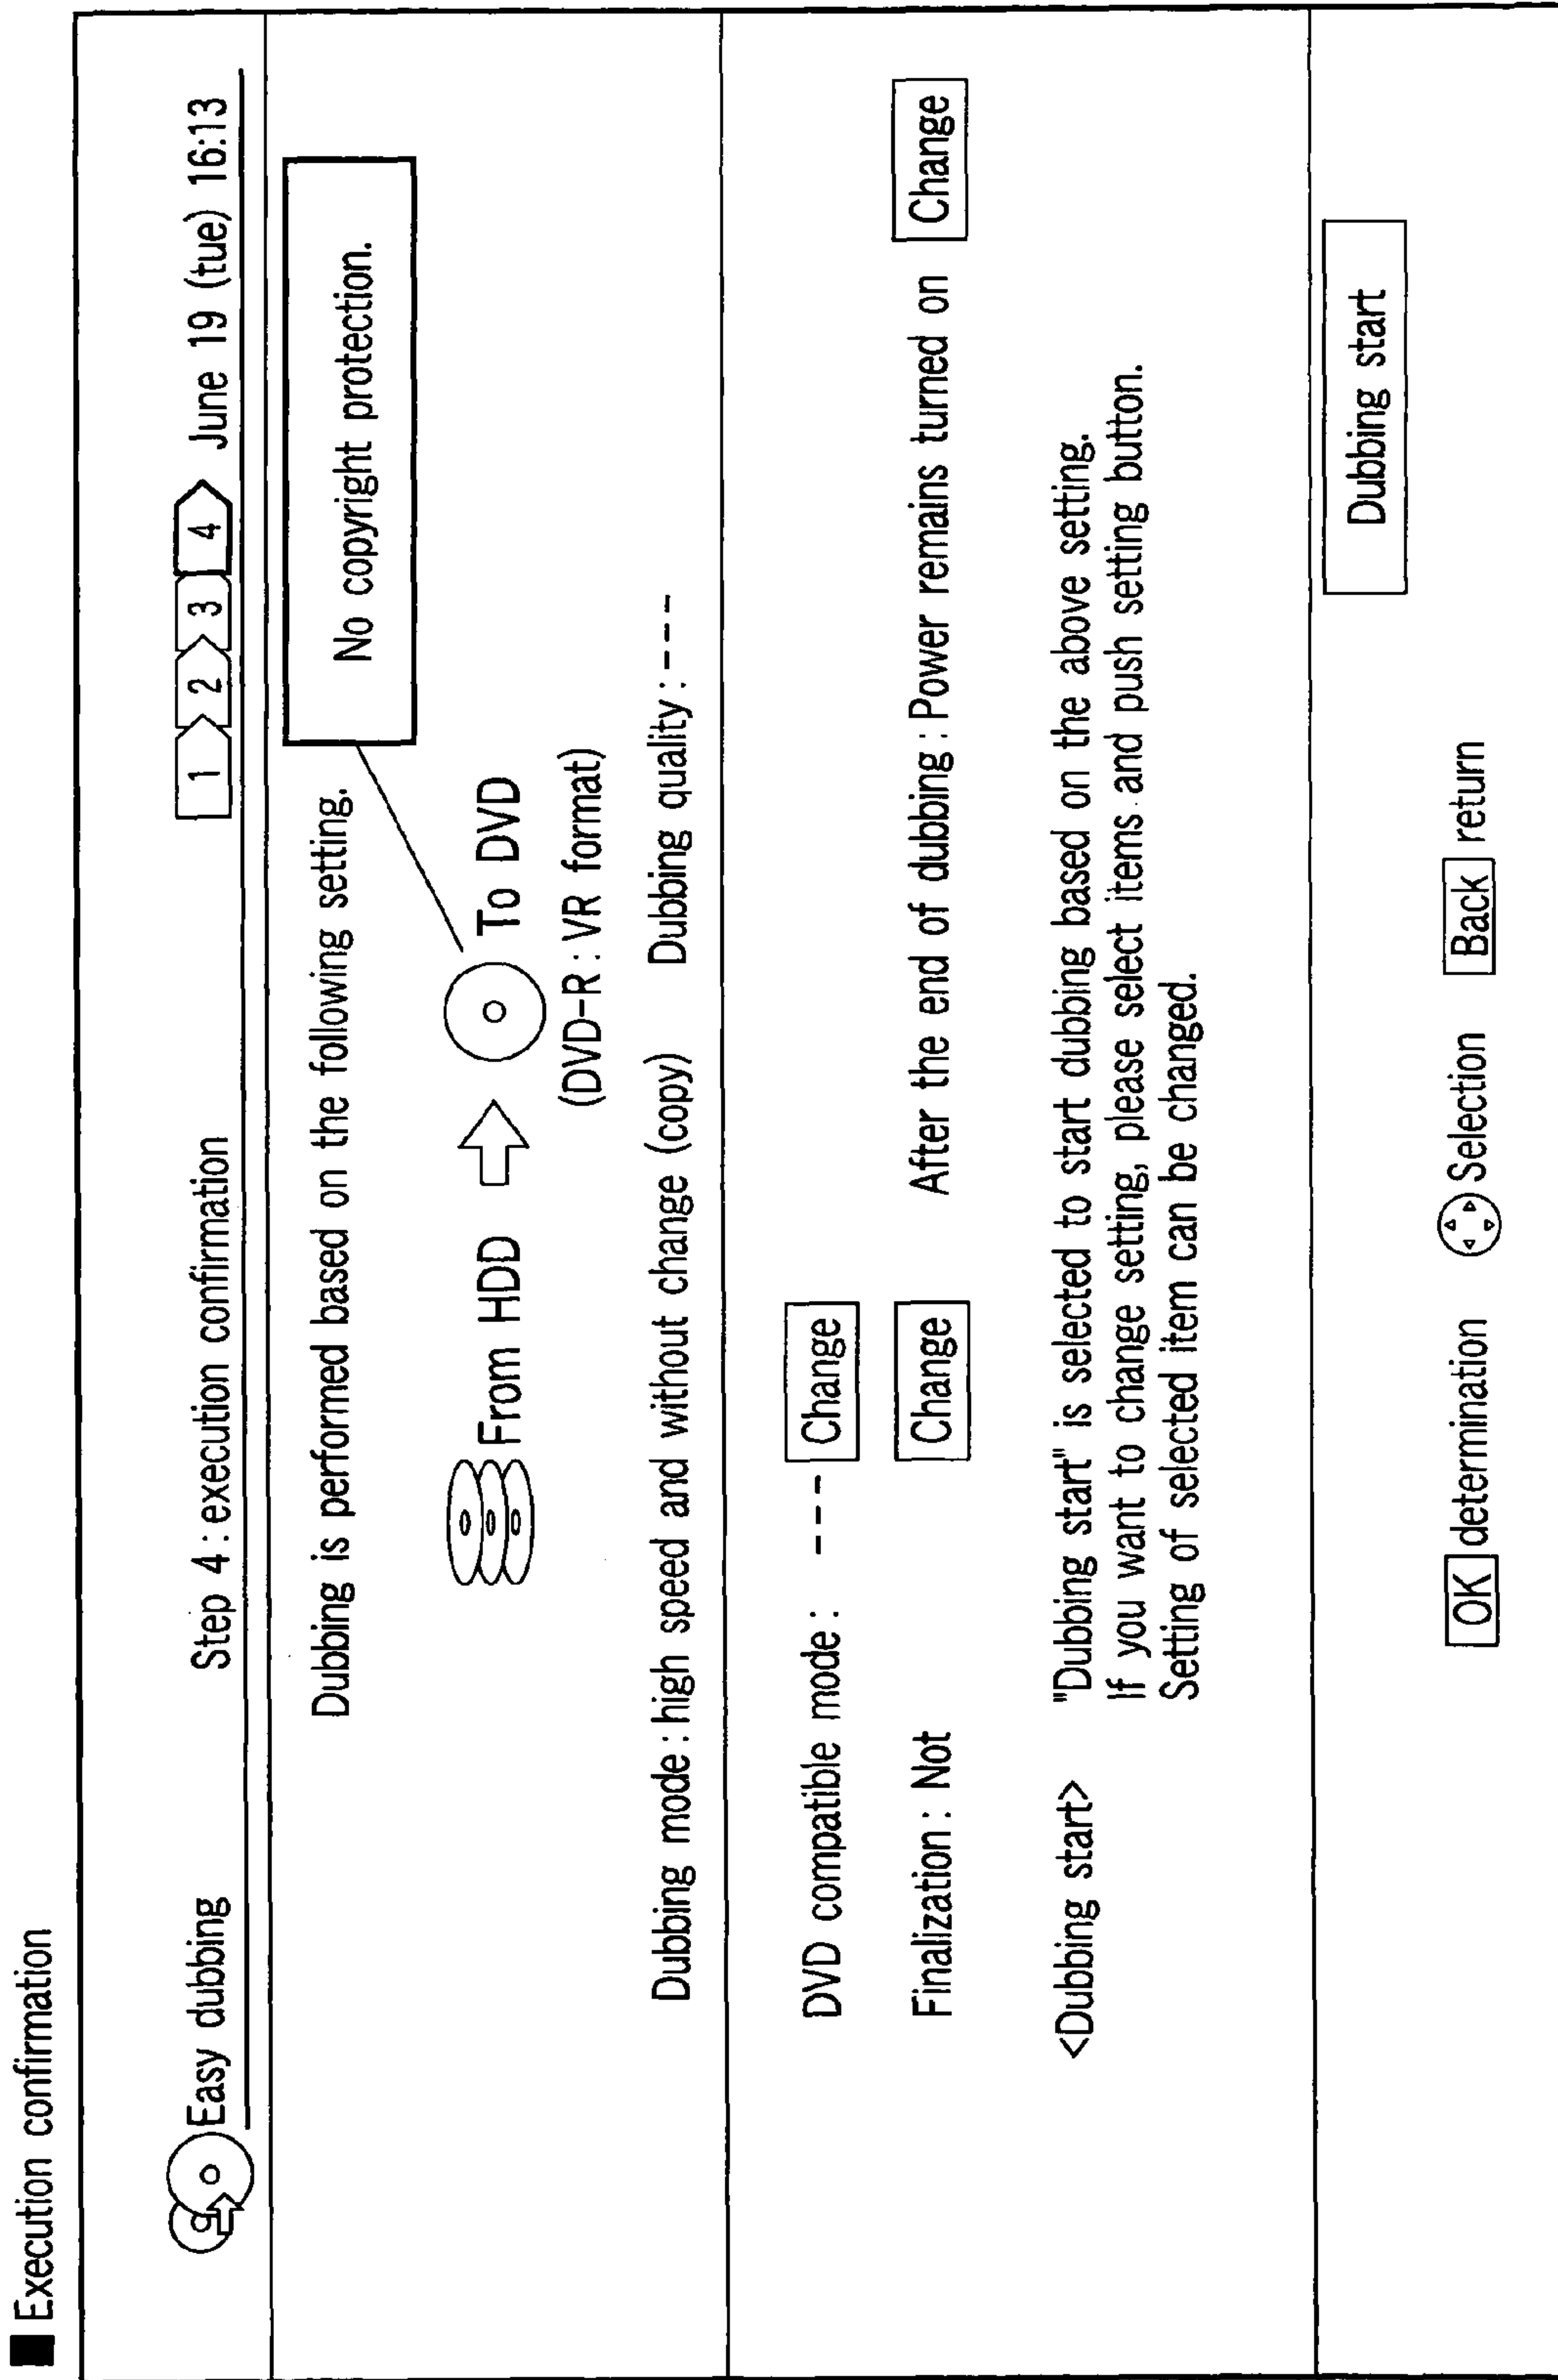 ■ Execution confirmation
Easy dubbing Step 4 : execution confirmation 1 2 3 4 June 19 (tue) 16:13
Dubbing is performed based on the following setting.
No copyright protection.
From HDD To DVD
(DVD-R : VR format)
Dubbing mode : high speed and without change (copy) Dubbing quality : ---
DVD compatible mode : --- Change
Finalization : Not Change After the end of dubbing : Power remains turned on Change
<Dubbing start> "Dubbing start" is selected to start dubbing based on the above setting.
If you want to change setting, please select items and push setting button.
Setting of selected item can be changed.
Dubbing start
OK determination Selection Back return